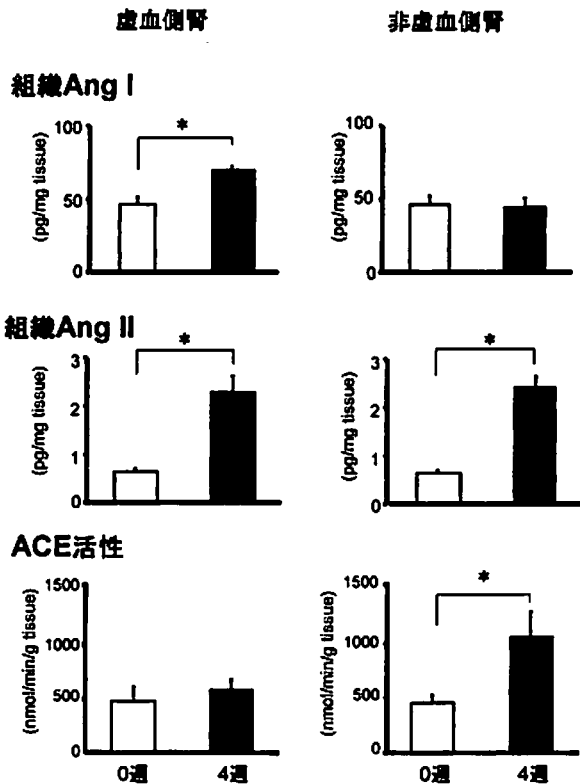 虚血側腎 非虚血側腎
組織Ang I
(pg/mg tissue) 100 50 0 *
(pg/mg tissue) 100 50 0
組織Ang II
(pg/mg tissue) 3 2 1 0 *
(pg/mg tissue) 3 2 1 0 *
ACE活性
(nmol/min/g tissue) 1500 1000 500 0
(nmol/min/g tissue) 1500 1000 500 0 *
0週 4週 0週 4週